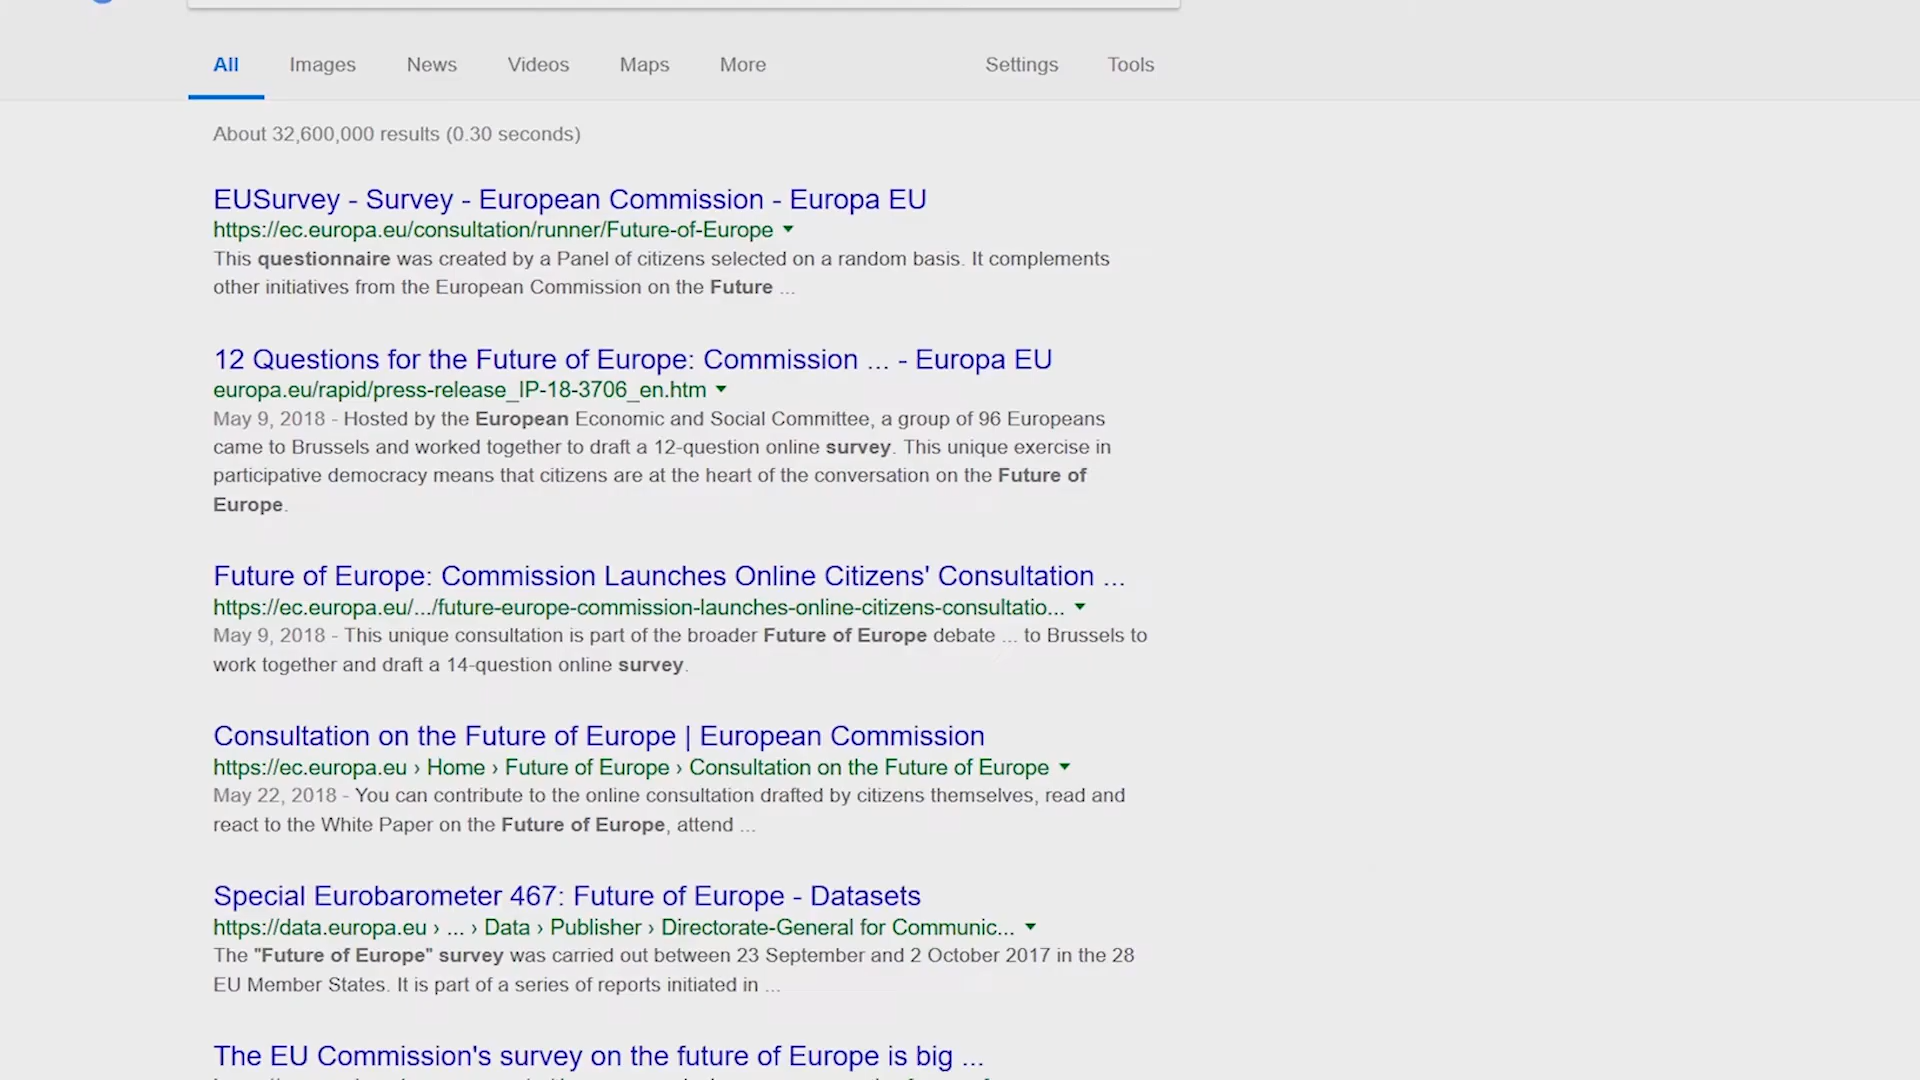 All Images News Videos Maps More Settings Tools
About 32,600,000 results (0.30 seconds)
EUSurvey - Survey - European Commission - Europa EU
https://ec.europa.eu/consultation/runner/Future-of-Europe
This questionnaire was created by a Panel of citizens selected on a random basis. It complements
other initiatives from the European Commission on the Future ...
12 Questions for the Future of Europe: Commission ... - Europa EU
europa.eu/rapid/press-release_IP-18-3706_en.htm
May 9, 2018 - Hosted by the European Economic and Social Committee, a group of 96 Europeans
came to Brussels and worked together to draft a 12-question online survey. This unique exercise in
participative democracy means that citizens are at the heart of the conversation on the Future of
Europe.
Future of Europe: Commission Launches Online Citizens' Consultation ...
https://ec.europa.eu/.../future-europe-commission-launches-online-citizens-consultatio...
May 9, 2018 - This unique consultation is part of the broader Future of Europe debate ... to Brussels to
work together and draft a 14-question online survey.
Consultation on the Future of Europe | European Commission
https://ec.europa.eu › Home › Future of Europe › Consultation on the Future of Europe
May 22, 2018 - You can contribute to the online consultation drafted by citizens themselves, read and
react to the White Paper on the Future of Europe, attend ...
Special Eurobarometer 467: Future of Europe - Datasets
https://data.europa.eu › ... › Data › Publisher › Directorate-General for Communic...
The "Future of Europe" survey was carried out between 23 September and 2 October 2017 in the 28
EU Member States. It is part of a series of reports initiated in ...
The EU Commission's survey on the future of Europe is big ...